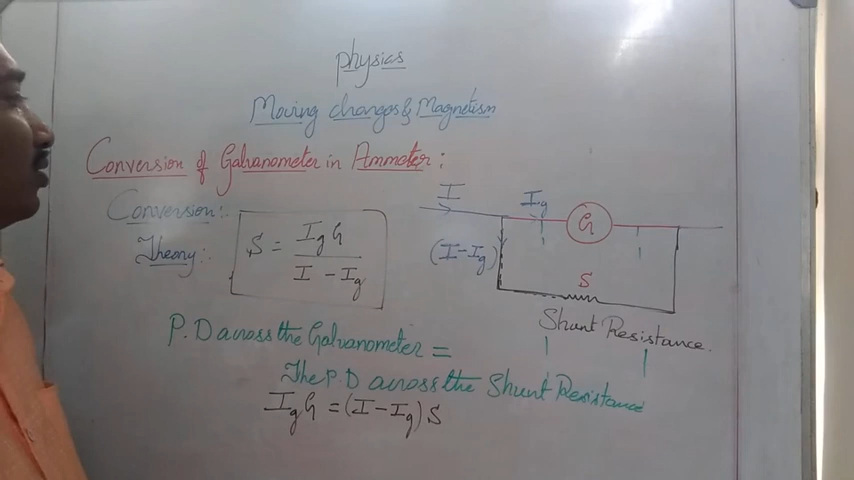 Physics
Moving charges & Magnetism
Conversion of Galvanometer in Ammeter:
Conversion:
Theory:
S = IgG / I - Ig
I
Ig
G
(I-Ig)
S
Shunt Resistance.
P.D across the Galvanometer =
The P.D across the Shunt Resistance
IgG = (I-Ig)S